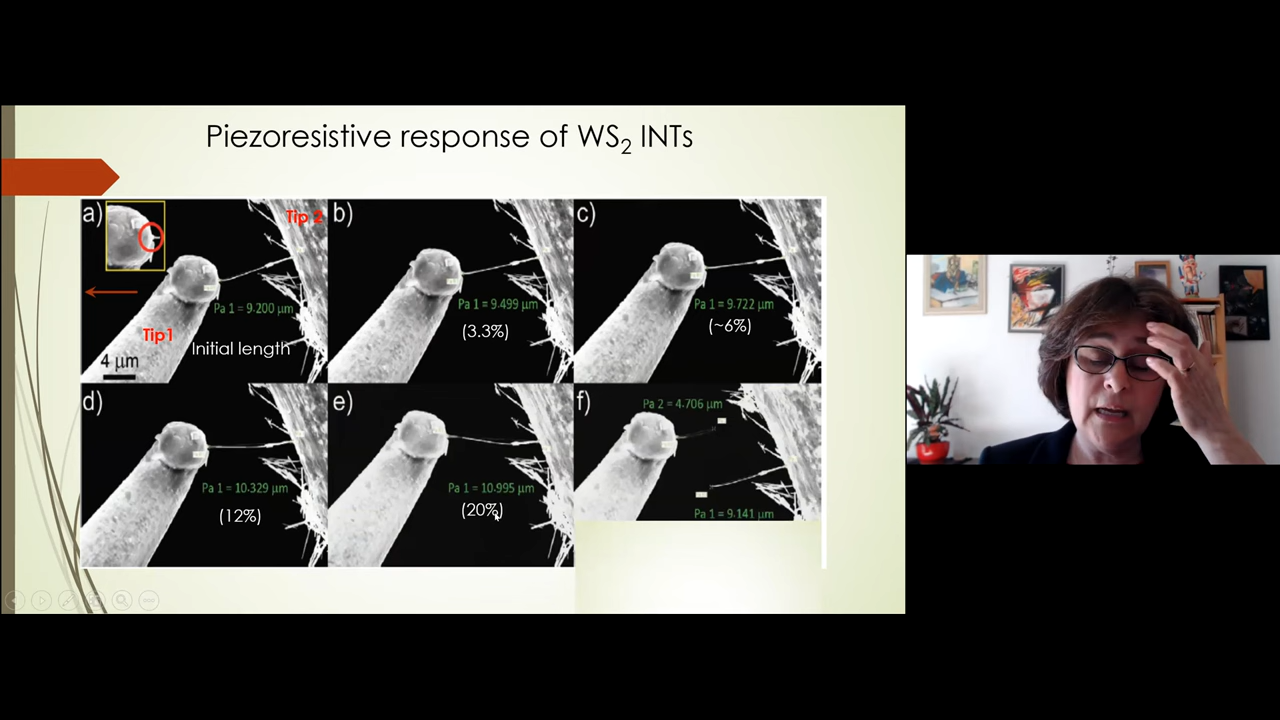 Piezoresistive response of WS₂ INTs
a)
Tip 2
Pa 1 = 9.200 µm
Tip1
Initial length
4 µm
b)
Pa 1 = 9.499 µm
(3.3%)
c)
Pa 1 = 9.722 µm
(~6%)
d)
Pa 1 = 10.329 µm
(12%)
e)
Pa 1 = 10.995 µm
(20%)
f)
Pa 2 = 4.706 µm
Pa 1 = 9.141 µm